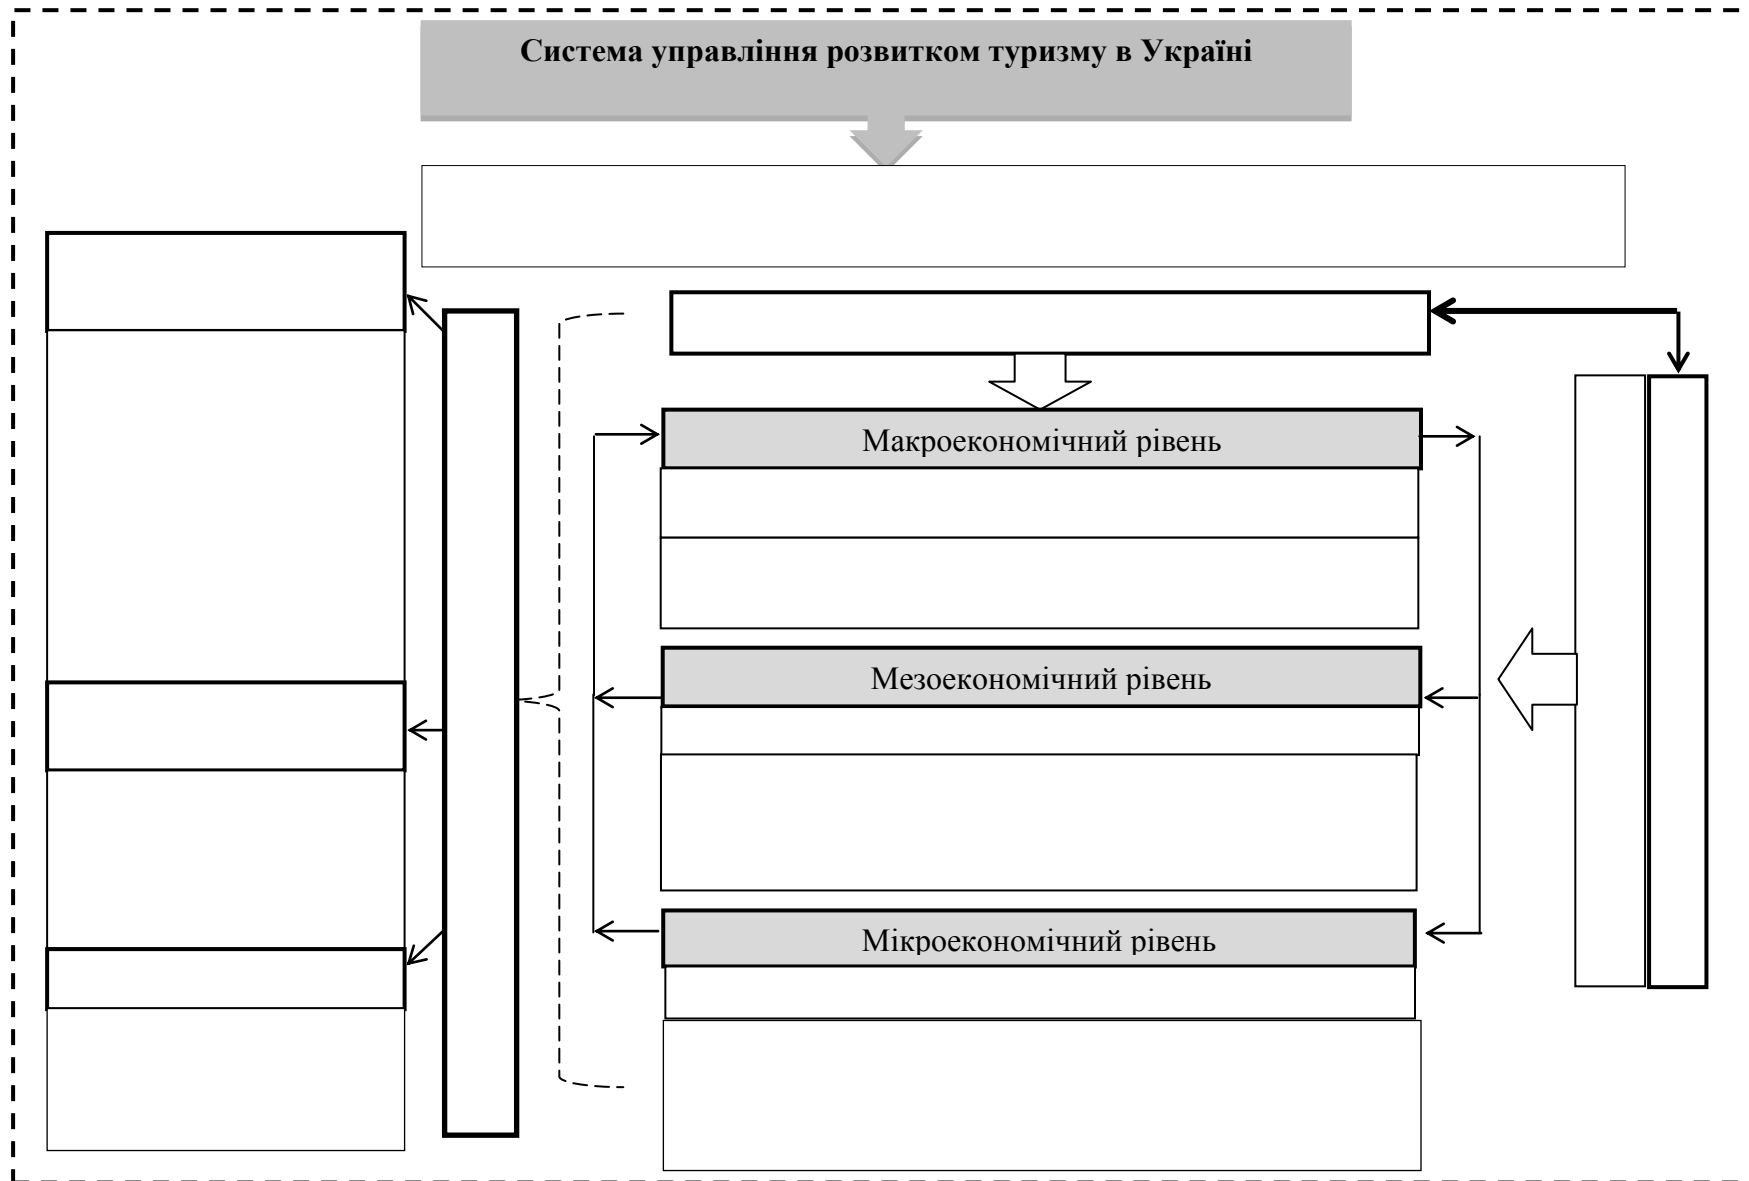 Система управління розвитком туризму в Україні
Макроекономічний рівень
Мезоекономічний рівень
Мікроекономічний рівень